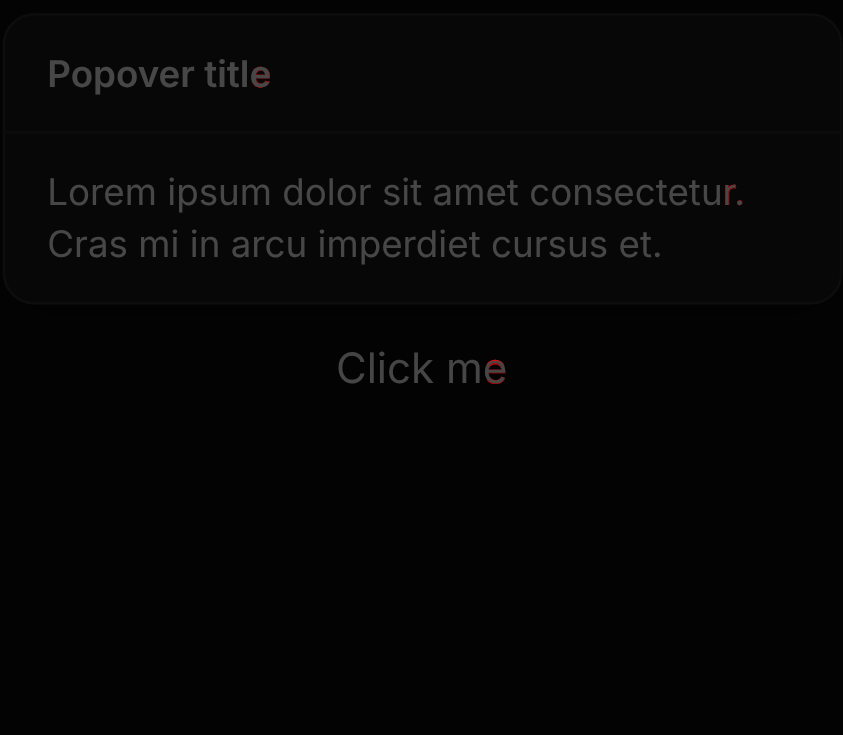 Popover title
Lorem ipsum dolor sit amet consectetur.
Cras mi in arcu imperdiet cursus et.
Click me